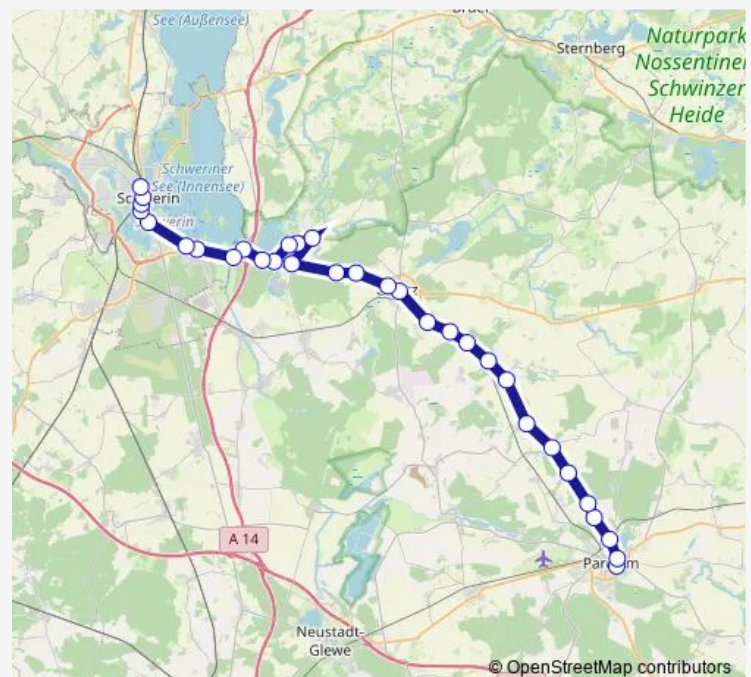 See (Außensee)
Sternberg
Naturpark
Nossentiner
Schwinzer
Heide
Schweriner
See (Innensee)
A 14
Neustadt-
Glewe
© OpenStreetMap contributors